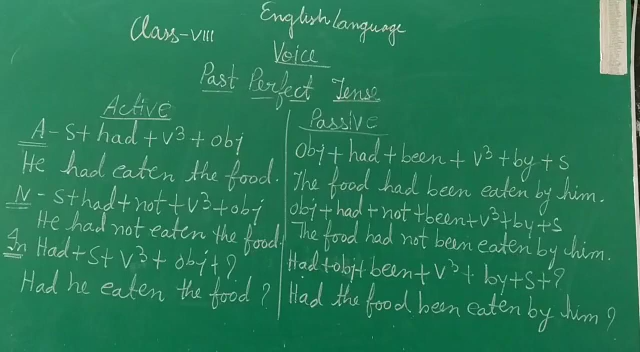 Class-VIII
English language
Voice
Past Perfect Tense
Active
A - S + had + v³ + obj
He had eaten the food.
N - S + had + not + v³ + obj
He had not eaten the food.
In Had + S + v³ + obj + ?
Had he eaten the food ?
Passive
Obj + had + been + v³ + by + S
The food had been eaten by him.
obj + had + not + been + v³ + by + S
The food had not been eaten by him.
Had + obj + been + v³ + by + S + ?
Had the food been eaten by him ?